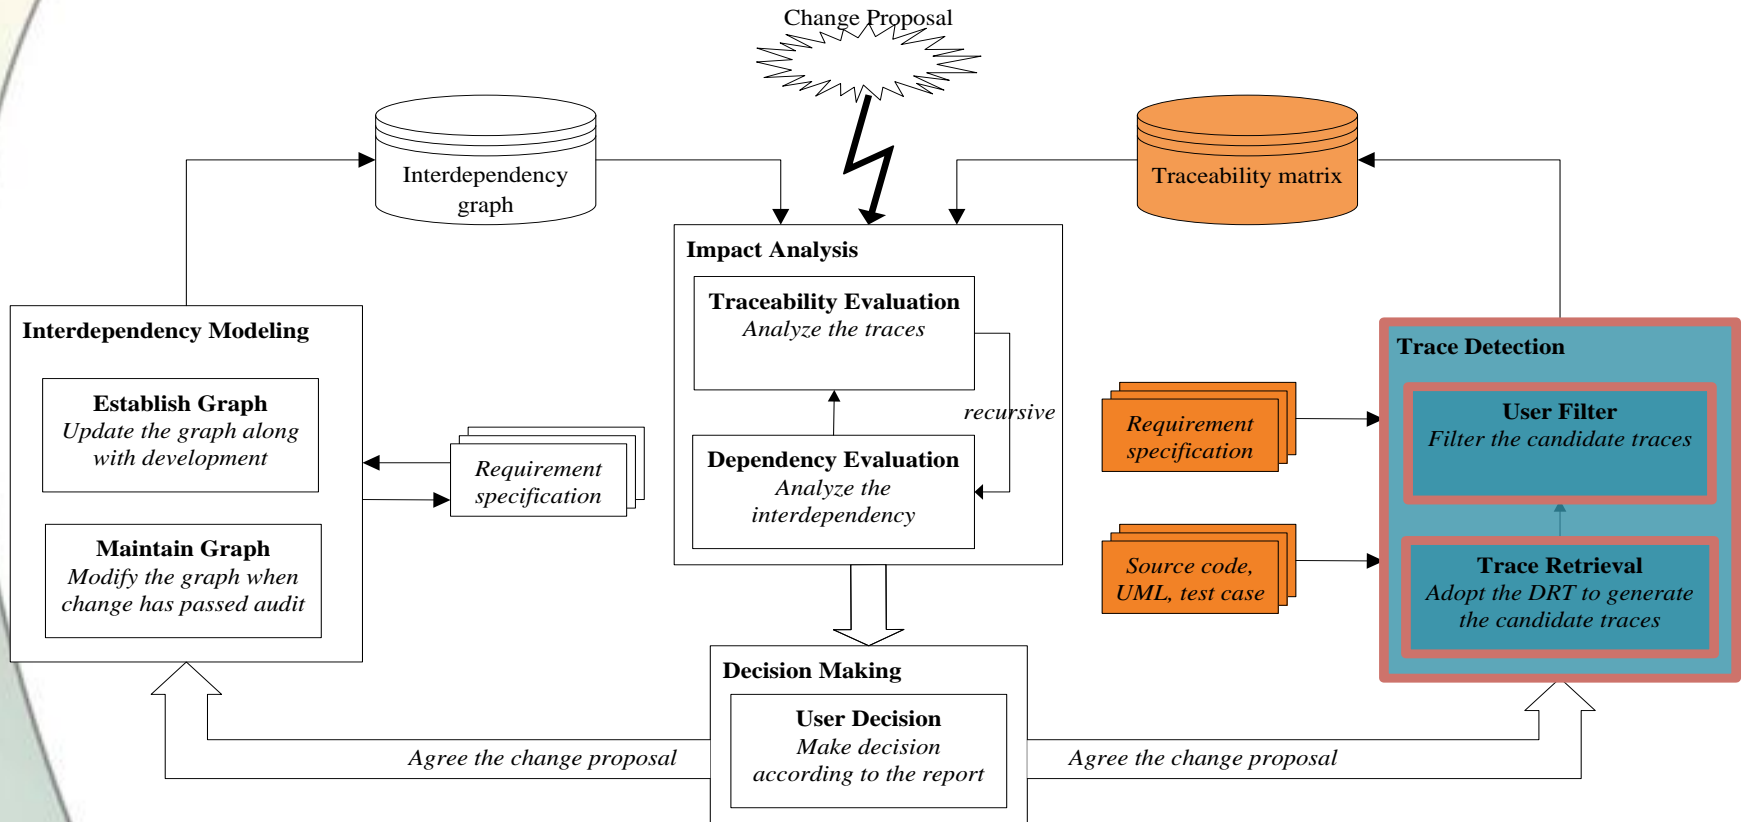 Change Proposal
Interdependency
graph
Traceability matrix
Impact Analysis
Traceability Evaluation
Analyze the traces
recursive
Dependency Evaluation
Analyze the
interdependency
Interdependency Modeling
Establish Graph
Update the graph along
with development
Maintain Graph
Modify the graph when
change has passed audit
Requirement
specification
Requirement
specification
Source code,
UML, test case
Trace Detection
User Filter
Filter the candidate traces
Trace Retrieval
Adopt the DRT to generate
the candidate traces
Decision Making
User Decision
Make decision
according to the report
Agree the change proposal
Agree the change proposal